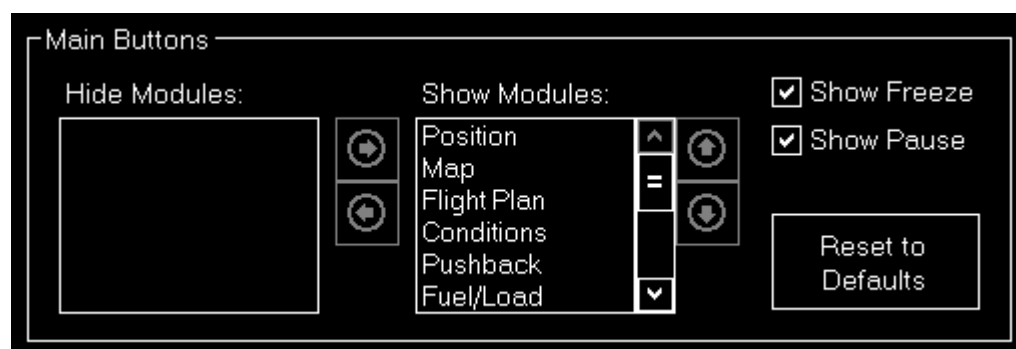 Main Buttons
Hide Modules:
Show Modules:
Position
Map
Flight Plan
Conditions
Pushback
Fuel/Load
Show Freeze
Show Pause
Reset to
Defaults